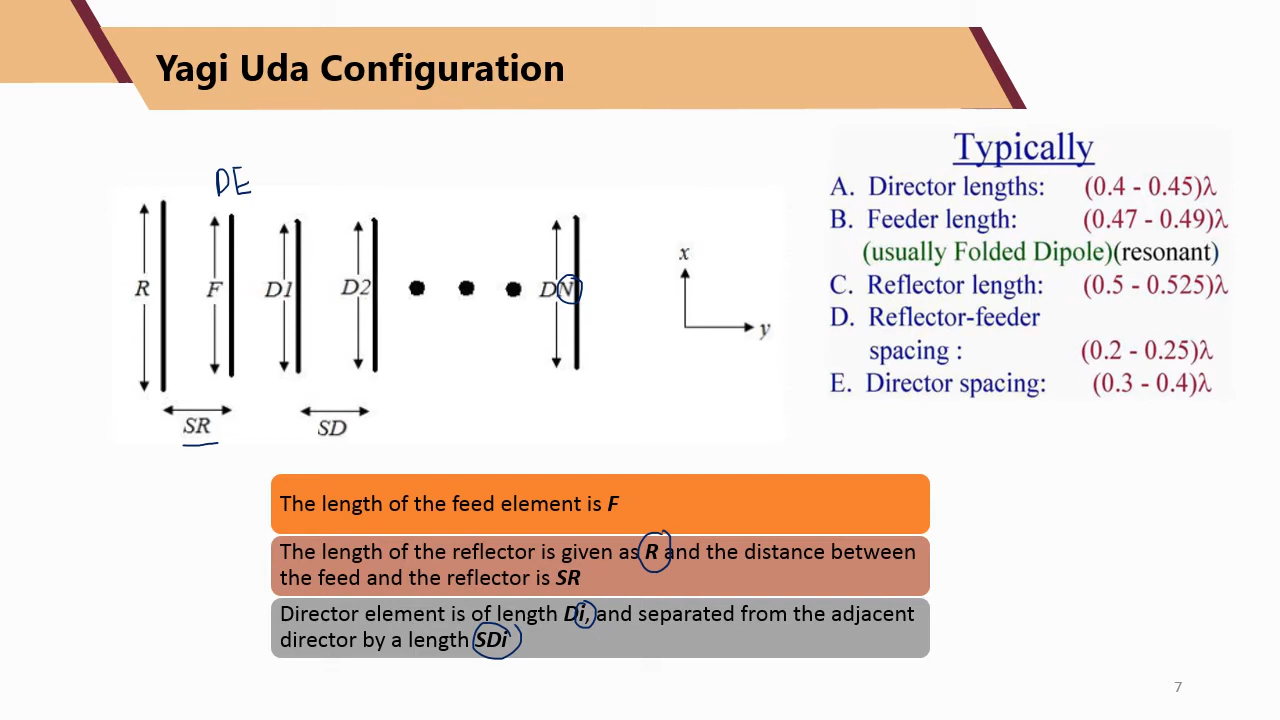 Yagi Uda Configuration
DE
R
F
D1
D2
DN
SR
SD
x
y
Typically
A. Director lengths: (0.4 - 0.45)λ
B. Feeder length: (0.47 - 0.49)λ
(usually Folded Dipole)(resonant)
C. Reflector length: (0.5 - 0.525)λ
D. Reflector-feeder
spacing : (0.2 - 0.25)λ
E. Director spacing: (0.3 - 0.4)λ
The length of the feed element is F
The length of the reflector is given as R and the distance between
the feed and the reflector is SR
Director element is of length Di, and separated from the adjacent
director by a length SDi
7